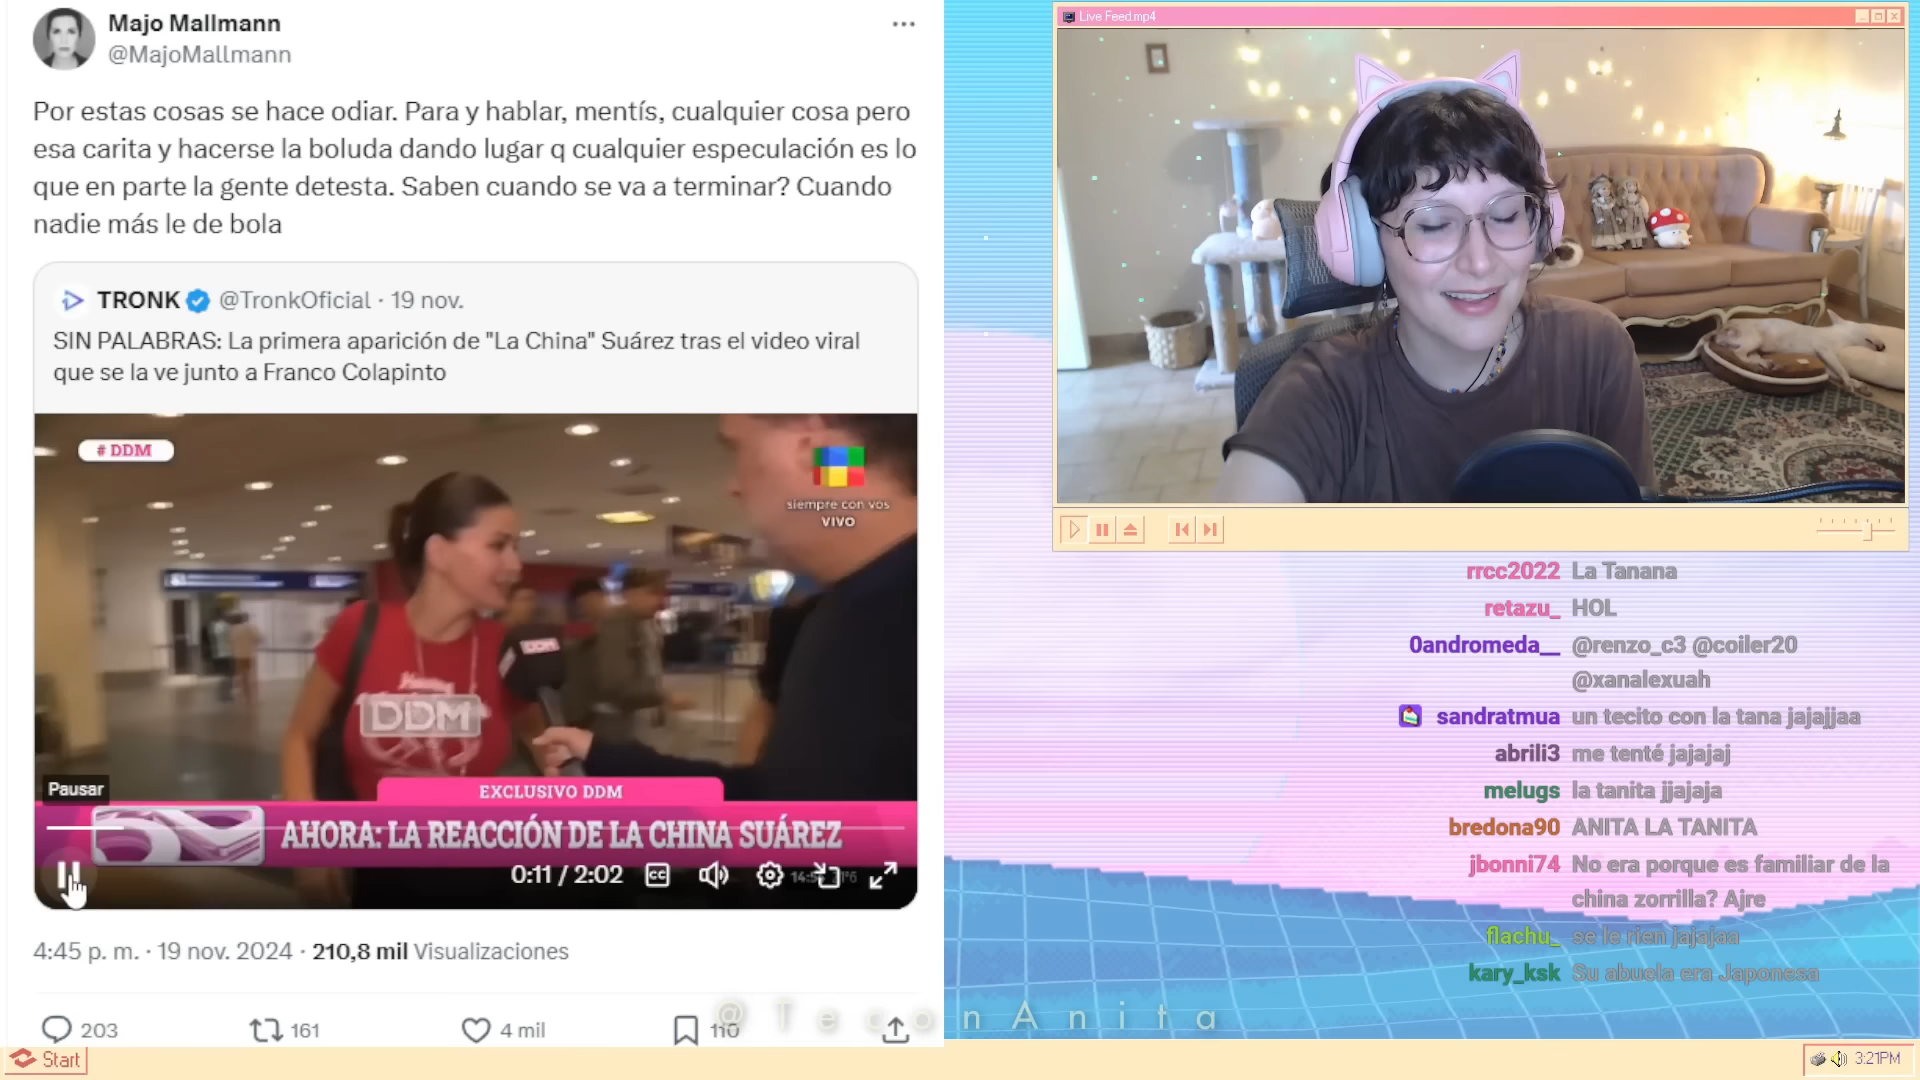 Majo Mallmann
@MajoMallmann
Por estas cosas se hace odiar. Para y hablar, mentís, cualquier cosa pero
esa carita y hacerse la boluda dando lugar q cualquier especulación es lo
que en parte la gente detesta. Saben cuando se va a terminar? Cuando
nadie más le de bola
TRONK @TronkOficial · 19 nov.
SIN PALABRAS: La primera aparición de "La China" Suárez tras el video viral
que se la ve junto a Franco Colapinto
# DDM
siempre con vos
VIVO
DDM
DDM
Pausar
EXCLUSIVO DDM
AHORA: LA REACCIÓN DE LA CHINA SUÁREZ
0:11 / 2:02
CC
4:45 p. m. · 19 nov. 2024 · 210,8 mil Visualizaciones
203
161
4 mil
110
@TeconAnita
Start
Live Feed.mp4
rrcc2022 La Tanana
retazu_ HOL
0andromeda__ @renzo_c3 @coiler20
@xanalexuah
sandratmua un tecito con la tana jajajjaa
abrili3 me tenté jajajaj
melugs la tanita jjajaja
bredona90 ANITA LA TANITA
jbonni74 No era porque es familiar de la
china zorrilla? Ajre
flachu_ se le rien jajajaa
kary_ksk Su abuela era Japonesa
3:21PM